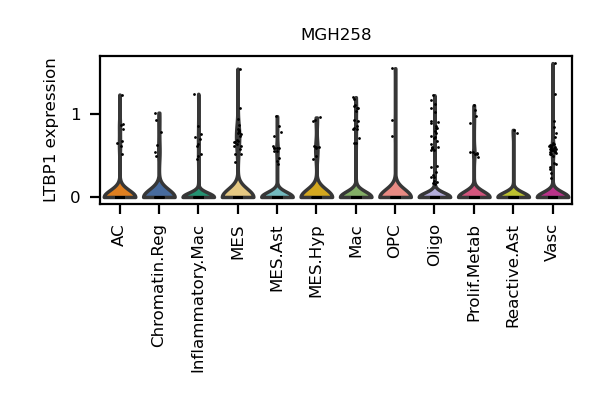 MGH258
LTBP1 expression
1
0
AC
Chromatin.Reg
Inflammatory.Mac
MES
MES.Ast
MES.Hyp
Mac
OPC
Oligo
Prolif.Metab
Reactive.Ast
Vasc